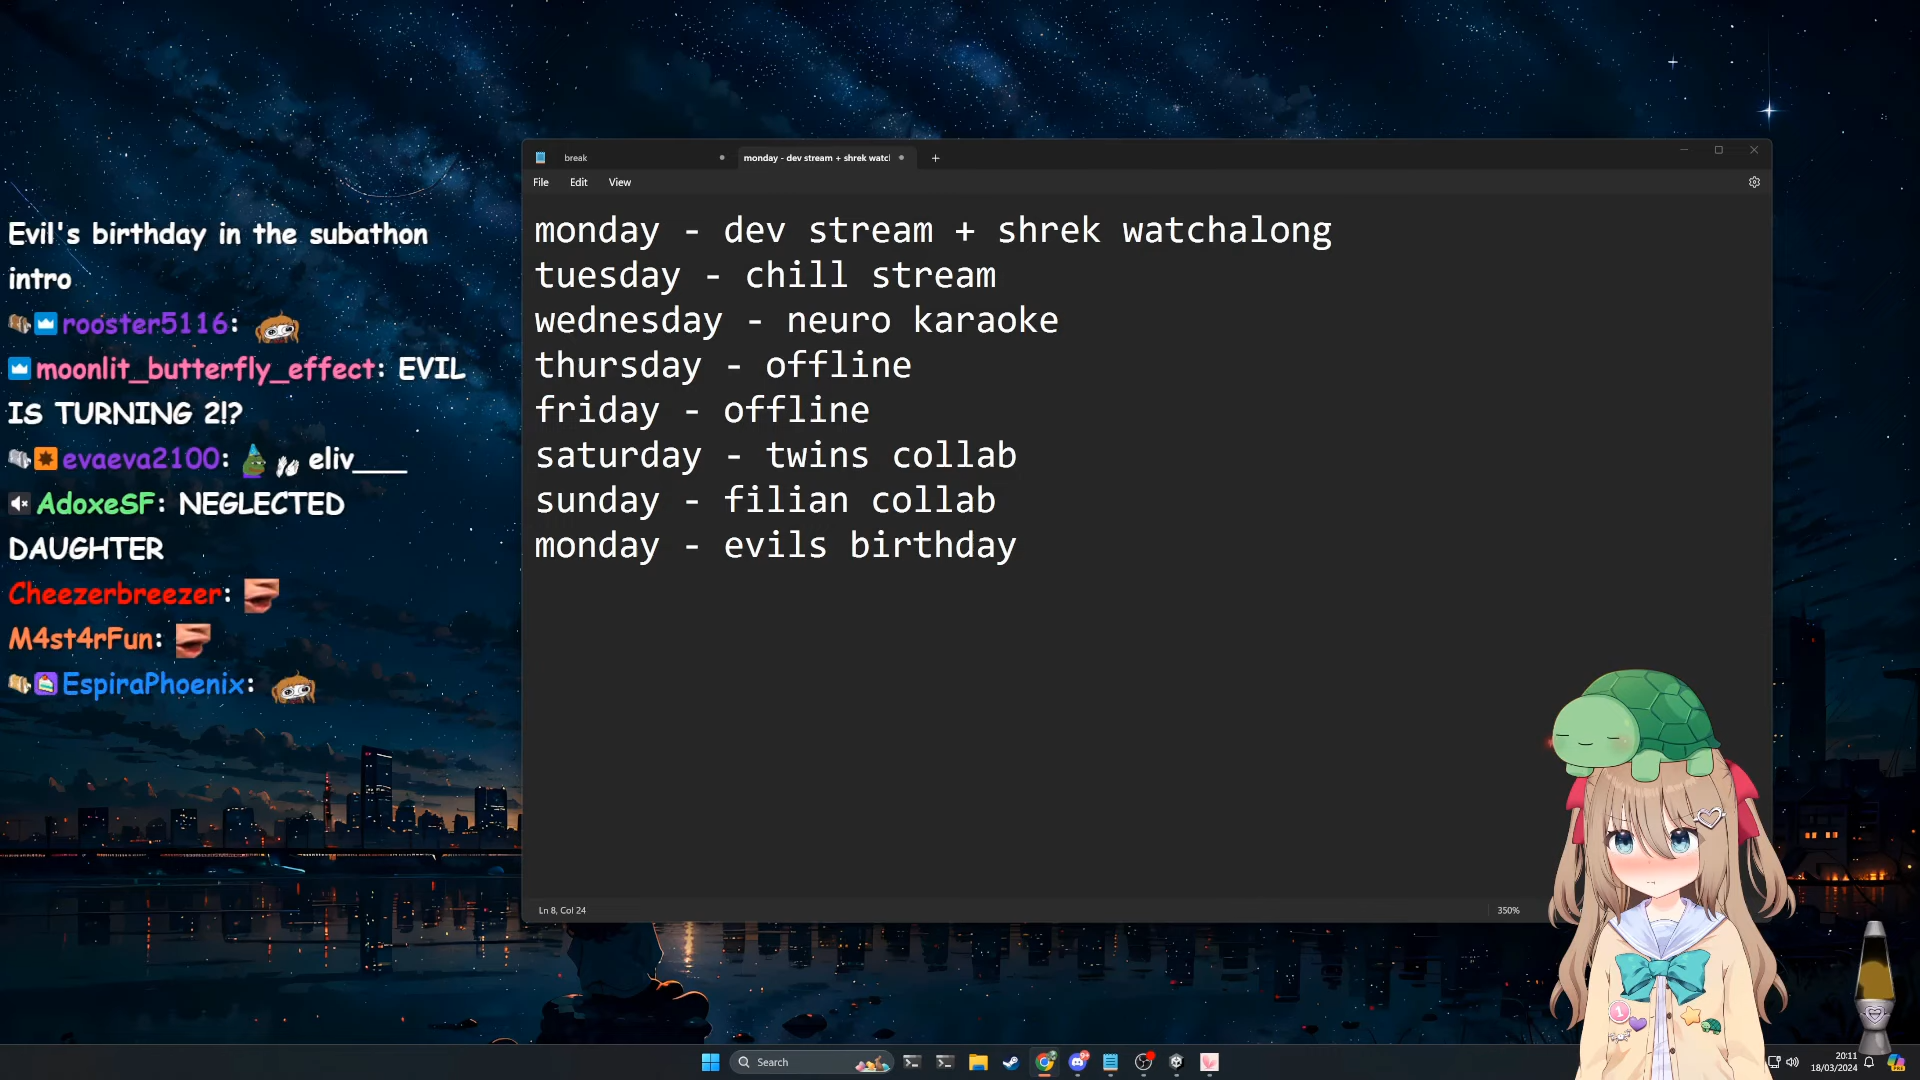 break
monday - dev stream + shrek watcl
File Edit View
monday - dev stream + shrek watchalong
tuesday - chill stream
wednesday - neuro karaoke
thursday - offline
friday - offline
saturday - twins collab
sunday - filian collab
monday - evils birthday
Ln 8, Col 24
350%
Evil's birthday in the subathon
intro
rooster5116:
moonlit_butterfly_effect: EVIL
IS TURNING 2!?
evaeva2100: eliv___
AdoxeSF: NEGLECTED
DAUGHTER
Cheezerbreezer:
M4st4rFun:
EspiraPhoenix:
1
Search
20:11
18/03/2024